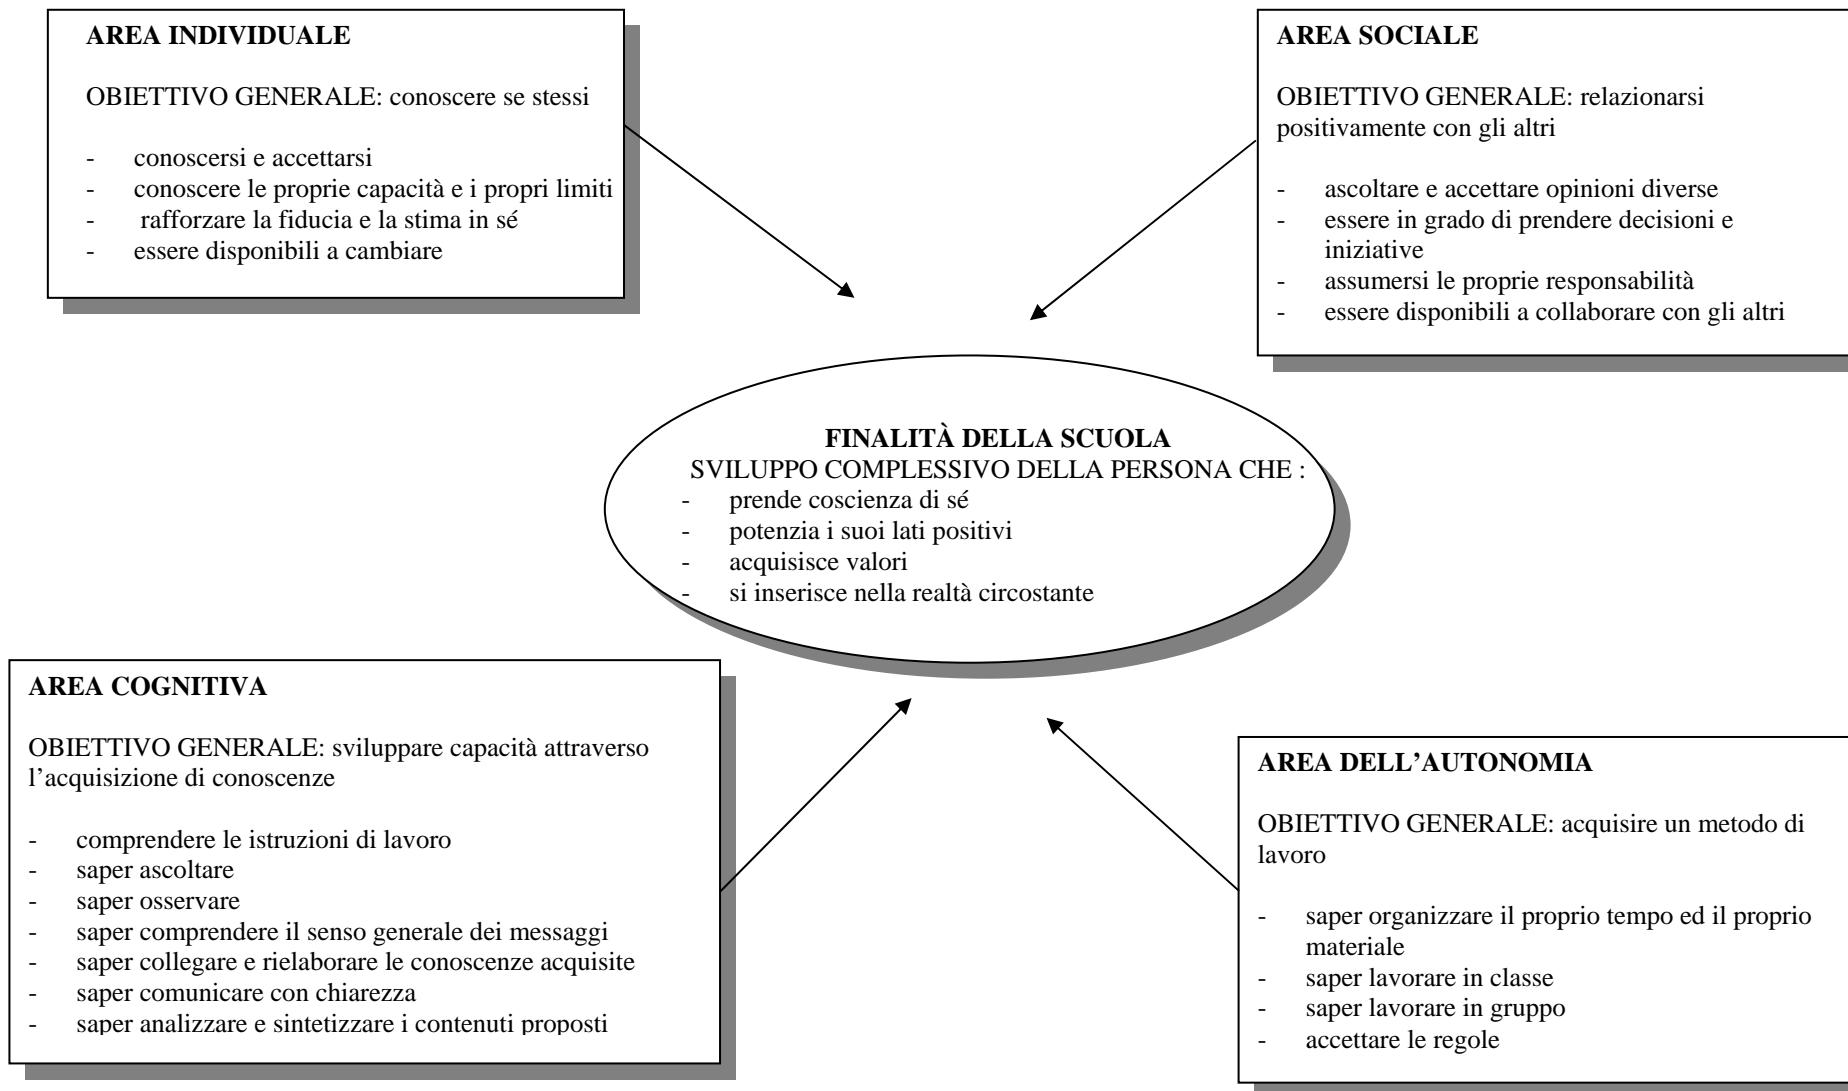 AREA INDIVIDUALE
OBIETTIVO GENERALE: conoscere se stessi
- conoscersi e accettarsi
- conoscere le proprie capacità e i propri limiti
- rafforzare la fiducia e la stima in sé
- essere disponibili a cambiare
AREA SOCIALE
OBIETTIVO GENERALE: relazionarsi
positivamente con gli altri
- ascoltare e accettare opinioni diverse
- essere in grado di prendere decisioni e
iniziative
- assumersi le proprie responsabilità
- essere disponibili a collaborare con gli altri
FINALITÀ DELLA SCUOLA
SVILUPPO COMPLESSIVO DELLA PERSONA CHE :
- prende coscienza di sé
- potenzia i suoi lati positivi
- acquisisce valori
- si inserisce nella realtà circostante
AREA COGNITIVA
OBIETTIVO GENERALE: sviluppare capacità attraverso
l’acquisizione di conoscenze
- comprendere le istruzioni di lavoro
- saper ascoltare
- saper osservare
- saper comprendere il senso generale dei messaggi
- saper collegare e rielaborare le conoscenze acquisite
- saper comunicare con chiarezza
- saper analizzare e sintetizzare i contenuti proposti
AREA DELL’AUTONOMIA
OBIETTIVO GENERALE: acquisire un metodo di
lavoro
- saper organizzare il proprio tempo ed il proprio
materiale
- saper lavorare in classe
- saper lavorare in gruppo
- accettare le regole